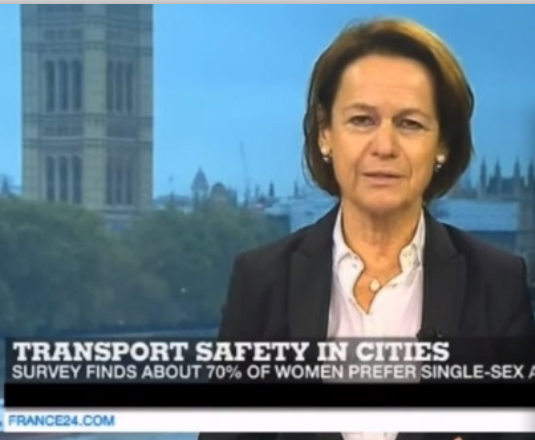 TRANSPORT SAFETY IN CITIES
SURVEY FINDS ABOUT 70% OF WOMEN PREFER SINGLE-SEX A
FRANCE24.COM